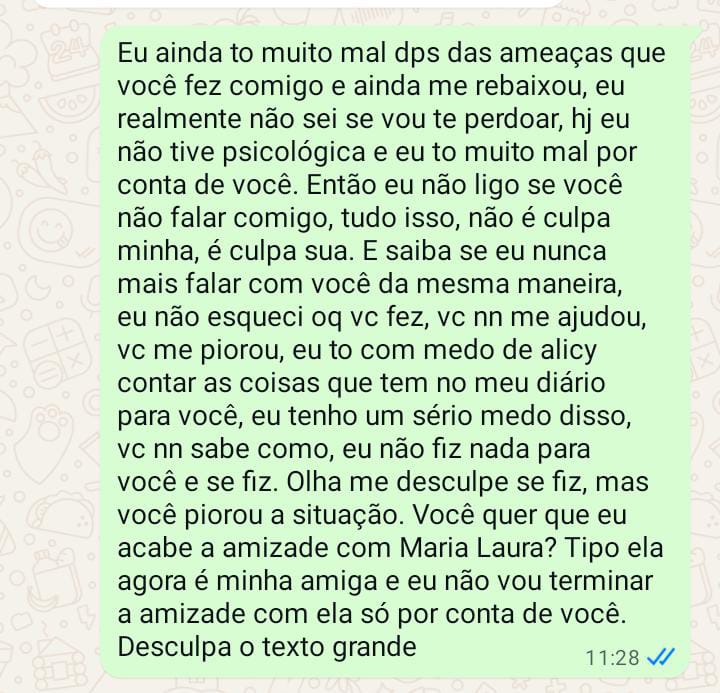 Eu ainda to muito mal dps das ameaças que
você fez comigo e ainda me rebaixou, eu
realmente não sei se vou te perdoar, hj eu
não tive psicológica e eu to muito mal por
conta de você. Então eu não ligo se você
não falar comigo, tudo isso, não é culpa
minha, é culpa sua. E saiba se eu nunca
mais falar com você da mesma maneira,
eu não esqueci oq vc fez, vc nn me ajudou,
vc me piorou, eu to com medo de alicy
contar as coisas que tem no meu diário
para você, eu tenho um sério medo disso,
vc nn sabe como, eu não fiz nada para
você e se fiz. Olha me desculpe se fiz, mas
você piorou a situação. Você quer que eu
acabe a amizade com Maria Laura? Tipo ela
agora é minha amiga e eu não vou terminar
a amizade com ela só por conta de você.
Desculpa o texto grande
11:28